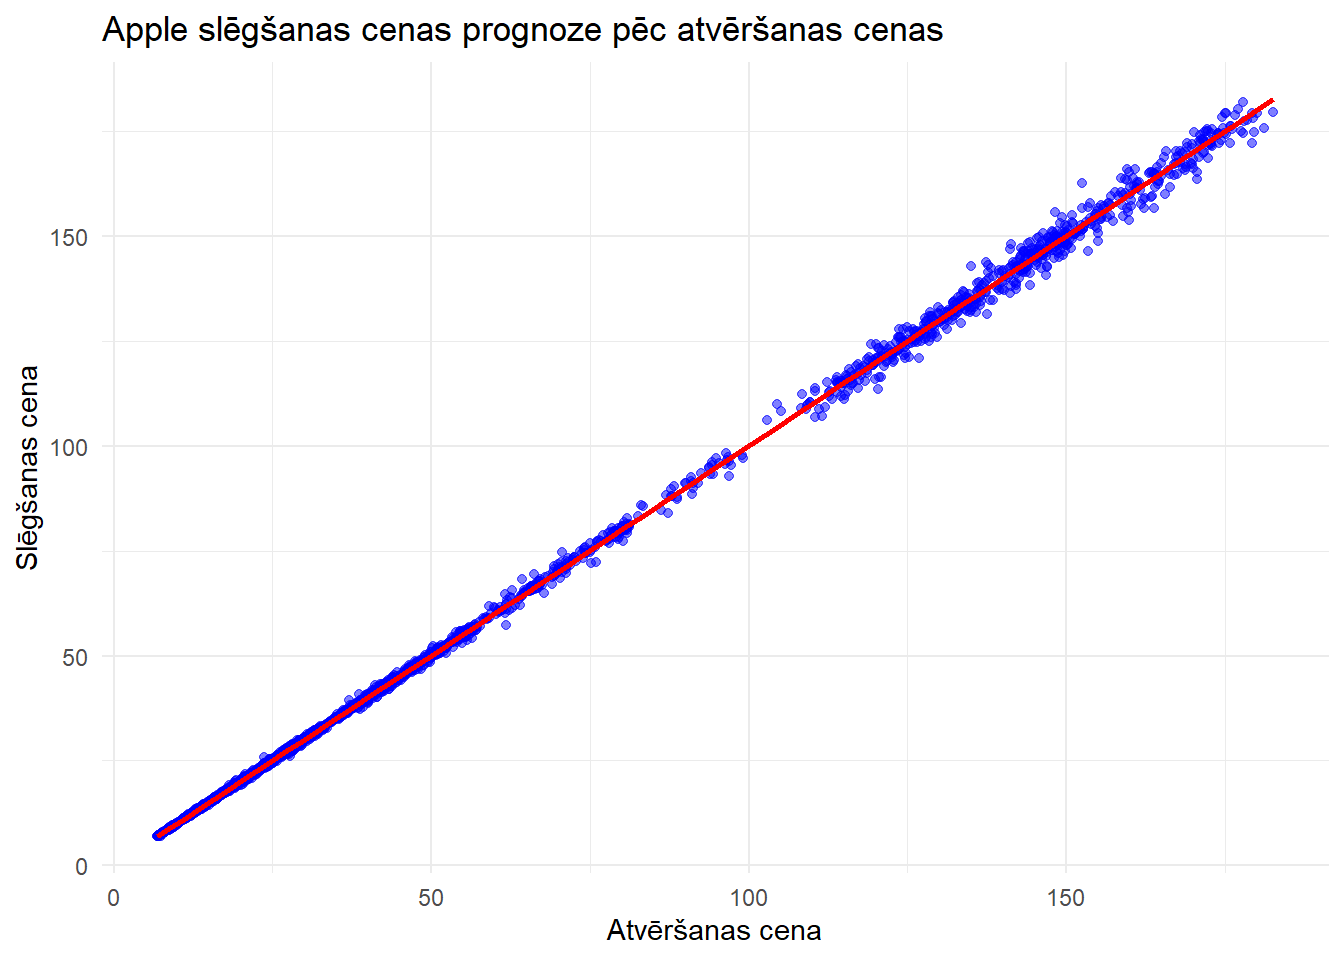 Apple slēgšanas cenas prognoze pēc atvēršanas cenas
Slēgšanas cena
150
100
50
0
0 50 100 150
Atvēršanas cena